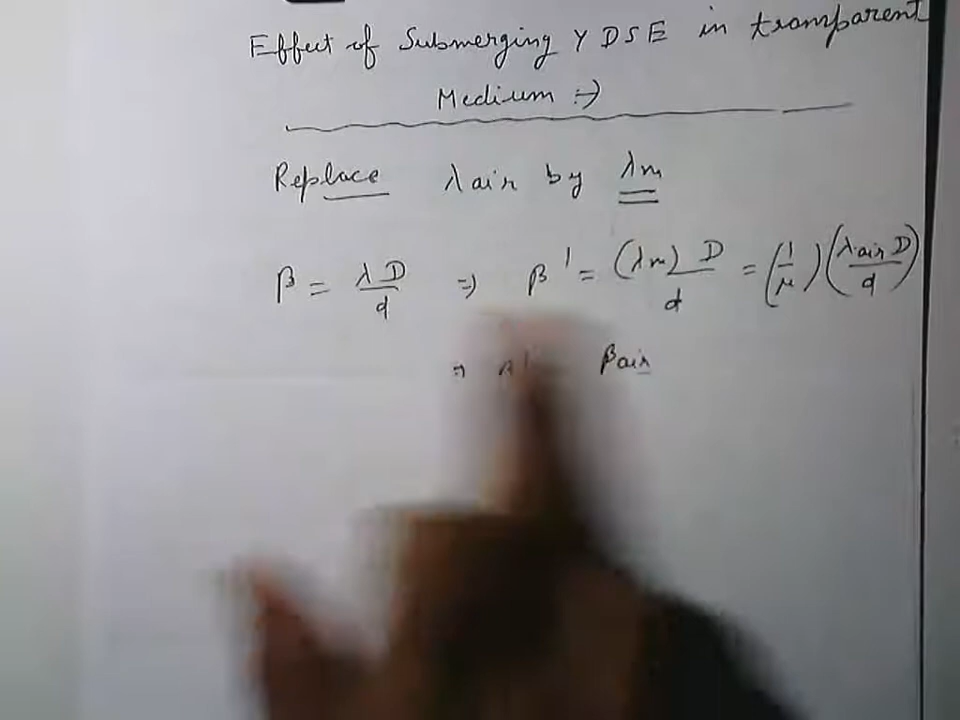 Effect of Submerging YDSE in transparent
Medium :→
Replace λair by λm
β = λD/d ⇒ β' = (λm) D/d = (1/μ)(λair D/d)
⇒ βair